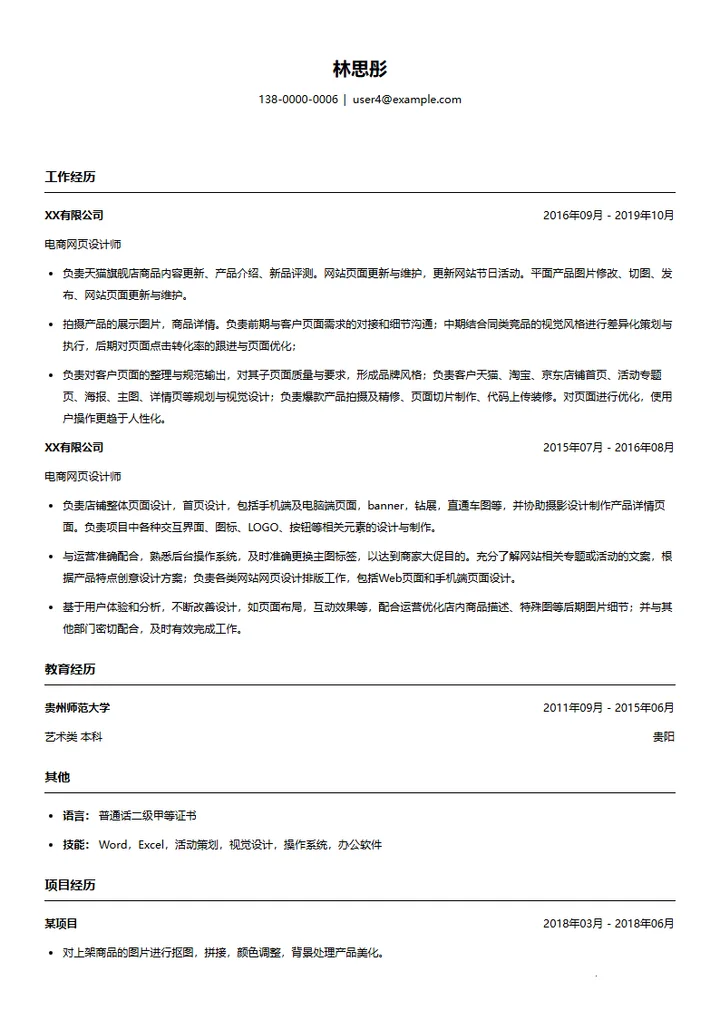 林思彤
138-0000-0006 | user4@example.com
工作经历
XX有限公司 2016年09月 - 2019年10月
电商网页设计师
• 负责天猫旗舰店商品内容更新、产品介绍、新品评测。网站页面更新与维护，更新网站节日活动。平面产品图片修改、切图、发
布、网站页面更新与维护。
• 拍摄产品的展示图片，商品详情。负责前期与客户页面需求的对接和细节沟通；中期结合同类竞品的视觉风格进行差异化策划与
执行，后期对页面点击转化率的跟进与页面优化；
• 负责对客户页面的整理与规范输出，对其子页面质量与要求，形成品牌风格；负责客户天猫、淘宝、京东店铺首页、活动专题
页、海报、主图、详情页等规划与视觉设计；负责爆款产品拍摄及精修、页面切片制作、代码上传装修。对页面进行优化，使用
户操作更趋于人性化。
XX有限公司 2015年07月 - 2016年08月
电商网页设计师
• 负责店铺整体页面设计，首页设计，包括手机端及电脑端页面，banner，钻展，直通车图等，并协助摄影设计制作产品详情页
面。负责项目中各种交互界面、图标、LOGO、按钮等相关元素的设计与制作。
• 与运营准确配合，熟悉后台操作系统，及时准确更换主图标签，以达到商家大促目的。充分了解网站相关专题或活动的文案，根
据产品特点创意设计方案；负责各类网站网页设计排版工作，包括Web页面和手机端页面设计。
• 基于用户体验和分析，不断改善设计，如页面布局，互动效果等，配合运营优化店内商品描述、特殊图等后期图片细节；并与其
他部门密切配合，及时有效完成工作。
教育经历
贵州师范大学 2011年09月 - 2015年06月
艺术类 本科 贵阳
其他
• 语言： 普通话二级甲等证书
• 技能： Word，Excel，活动策划，视觉设计，操作系统，办公软件
项目经历
某项目 2018年03月 - 2018年06月
• 对上架商品的图片进行抠图，拼接，颜色调整，背景处理产品美化。